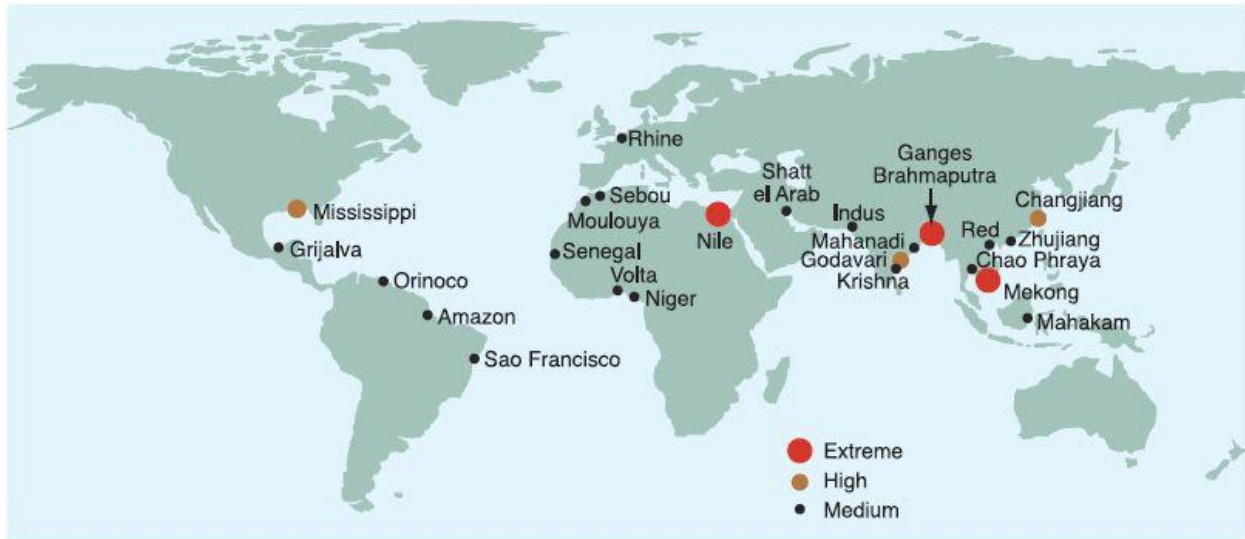 Rhine
Ganges
Brahmaputra
Shatt
el Arab
Changjiang
Sebou
Mississippi
Moulouya
Indus
Red
Zhujiang
Nile
Mahanadi
Grijalva
Senegal
Godavari
Chao Phraya
Volta
Krishna
Orinoco
Niger
Mekong
Amazon
Mahakam
Sao Francisco
Extreme
High
Medium